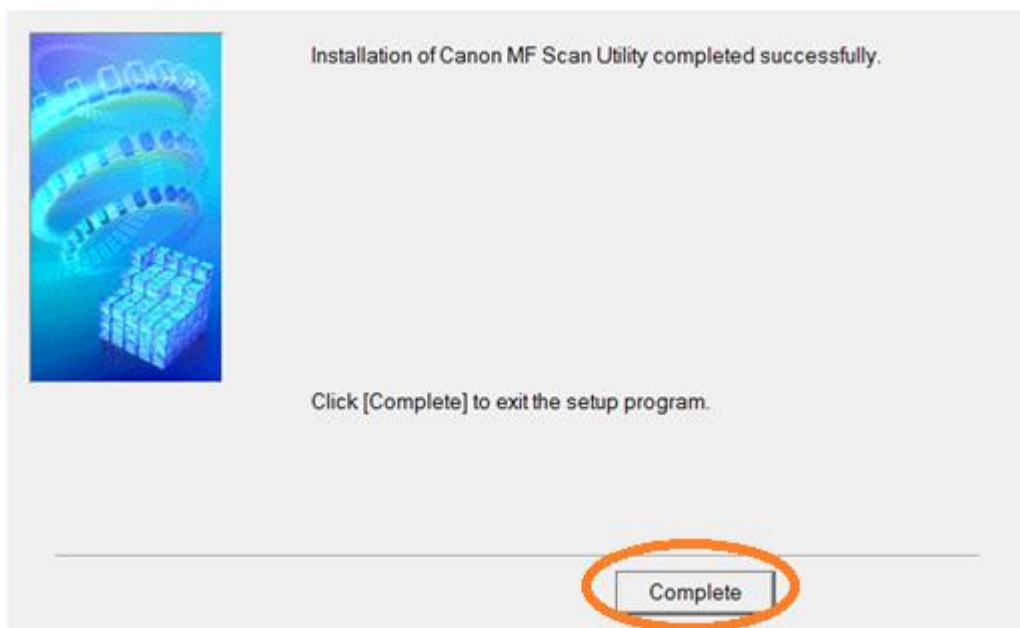 Installation of Canon MF Scan Utility completed successfully.
Click [Complete] to exit the setup program.
Complete